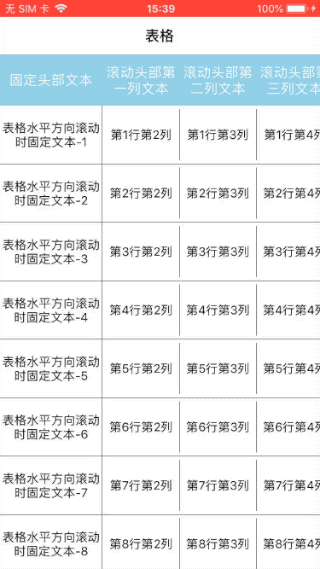 无 SIM 卡 15:39 100%
表格
固定头部文本 滚动头部第 滚动头部第 滚动头部
一列文本 二列文本 三列文本
表格水平方向滚动 第1行第2列 第1行第3列 第1行第4列
时固定文本-1
表格水平方向滚动 第2行第2列 第2行第3列 第2行第4列
时固定文本-2
表格水平方向滚动 第3行第2列 第3行第3列 第3行第4列
时固定文本-3
表格水平方向滚动 第4行第2列 第4行第3列 第4行第4列
时固定文本-4
表格水平方向滚动 第5行第2列 第5行第3列 第5行第4列
时固定文本-5
表格水平方向滚动 第6行第2列 第6行第3列 第6行第4列
时固定文本-6
表格水平方向滚动 第7行第2列 第7行第3列 第7行第4列
时固定文本-7
表格水平方向滚动 第8行第2列 第8行第3列 第8行第4列
时固定文本-8